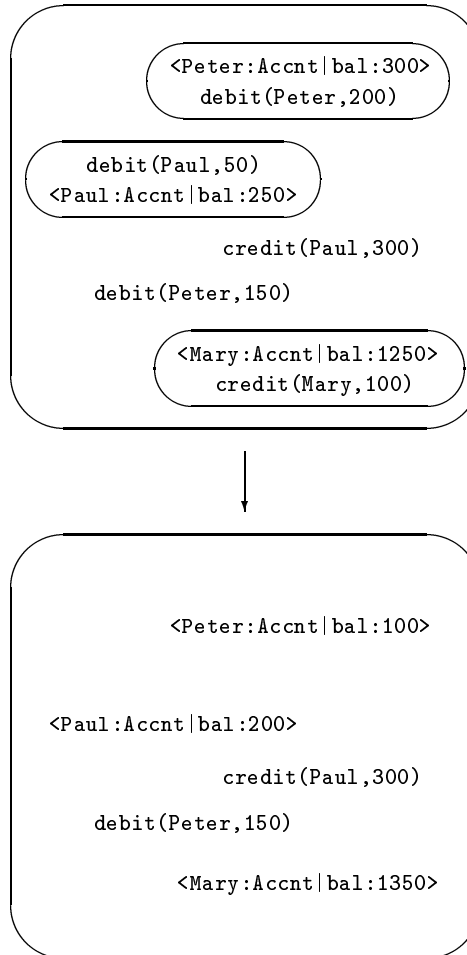 <Peter:Accnt|bal:300>
debit(Peter,200)
debit(Paul,50)
<Paul:Accnt|bal:250>
credit(Paul,300)
debit(Peter,150)
<Mary:Accnt|bal:1250>
credit(Mary,100)
<Peter:Accnt|bal:100>
<Paul:Accnt|bal:200>
credit(Paul,300)
debit(Peter,150)
<Mary:Accnt|bal:1350>